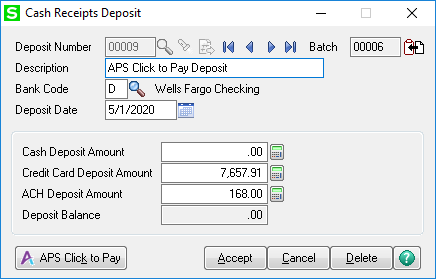 S Cash Receipts Deposit
Deposit Number 00009 Batch 00006
Description APS Click to Pay Deposit
Bank Code D Wells Fargo Checking
Deposit Date 5/1/2020
Cash Deposit Amount .00
Credit Card Deposit Amount 7,657.91
ACH Deposit Amount 168.00
Deposit Balance .00
APS Click to Pay Accept Cancel Delete ?